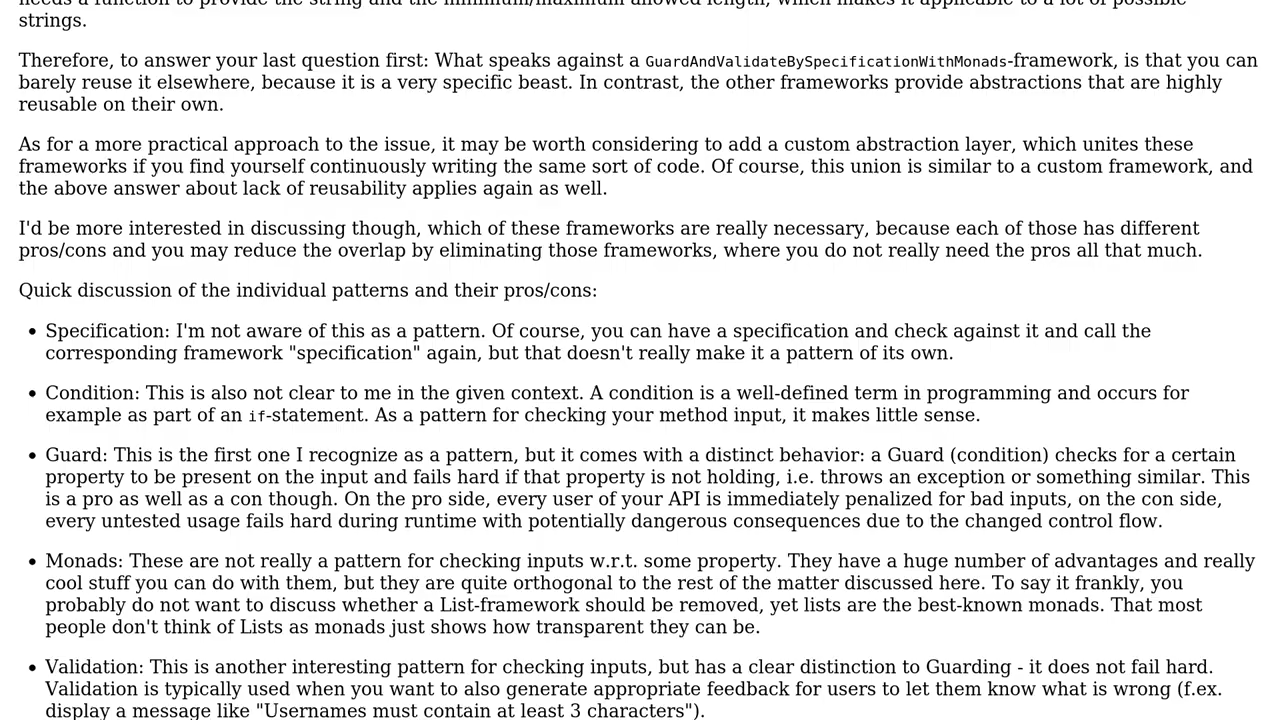 needs a function to provide the string and the minimum/maximum allowed length, which makes it applicable to a lot of possible
strings.
Therefore, to answer your last question first: What speaks against a GuardAndValidateBySpecificationWithMonads-framework, is that you can
barely reuse it elsewhere, because it is a very specific beast. In contrast, the other frameworks provide abstractions that are highly
reusable on their own.
As for a more practical approach to the issue, it may be worth considering to add a custom abstraction layer, which unites these
frameworks if you find yourself continuously writing the same sort of code. Of course, this union is similar to a custom framework, and
the above answer about lack of reusability applies again as well.
I'd be more interested in discussing though, which of these frameworks are really necessary, because each of those has different
pros/cons and you may reduce the overlap by eliminating those frameworks, where you do not really need the pros all that much.
Quick discussion of the individual patterns and their pros/cons:
• Specification: I'm not aware of this as a pattern. Of course, you can have a specification and check against it and call the
corresponding framework "specification" again, but that doesn't really make it a pattern of its own.
• Condition: This is also not clear to me in the given context. A condition is a well-defined term in programming and occurs for
example as part of an if-statement. As a pattern for checking your method input, it makes little sense.
• Guard: This is the first one I recognize as a pattern, but it comes with a distinct behavior: a Guard (condition) checks for a certain
property to be present on the input and fails hard if that property is not holding, i.e. throws an exception or something similar. This
is a pro as well as a con though. On the pro side, every user of your API is immediately penalized for bad inputs, on the con side,
every untested usage fails hard during runtime with potentially dangerous consequences due to the changed control flow.
• Monads: These are not really a pattern for checking inputs w.r.t. some property. They have a huge number of advantages and really
cool stuff you can do with them, but they are quite orthogonal to the rest of the matter discussed here. To say it frankly, you
probably do not want to discuss whether a List-framework should be removed, yet lists are the best-known monads. That most
people don't think of Lists as monads just shows how transparent they can be.
• Validation: This is another interesting pattern for checking inputs, but has a clear distinction to Guarding - it does not fail hard.
Validation is typically used when you want to also generate appropriate feedback for users to let them know what is wrong (f.ex.
display a message like "Usernames must contain at least 3 characters").